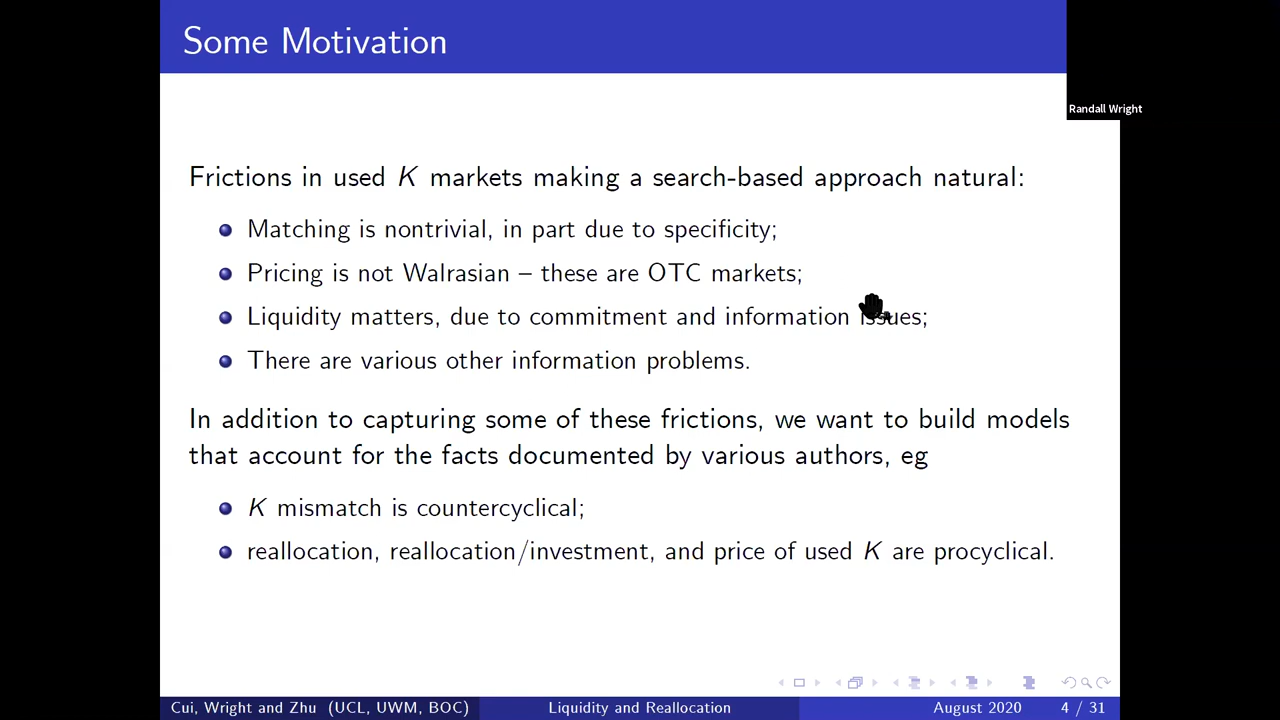 Some Motivation
Randall Wright
Frictions in used K markets making a search-based approach natural:
Matching is nontrivial, in part due to specificity;
Pricing is not Walrasian – these are OTC markets;
Liquidity matters, due to commitment and information issues;
There are various other information problems.
In addition to capturing some of these frictions, we want to build models
that account for the facts documented by various authors, eg
K mismatch is countercyclical;
reallocation, reallocation/investment, and price of used K are procyclical.
Cui, Wright and Zhu (UCL, UWM, BOC) Liquidity and Reallocation August 2020 4 / 31